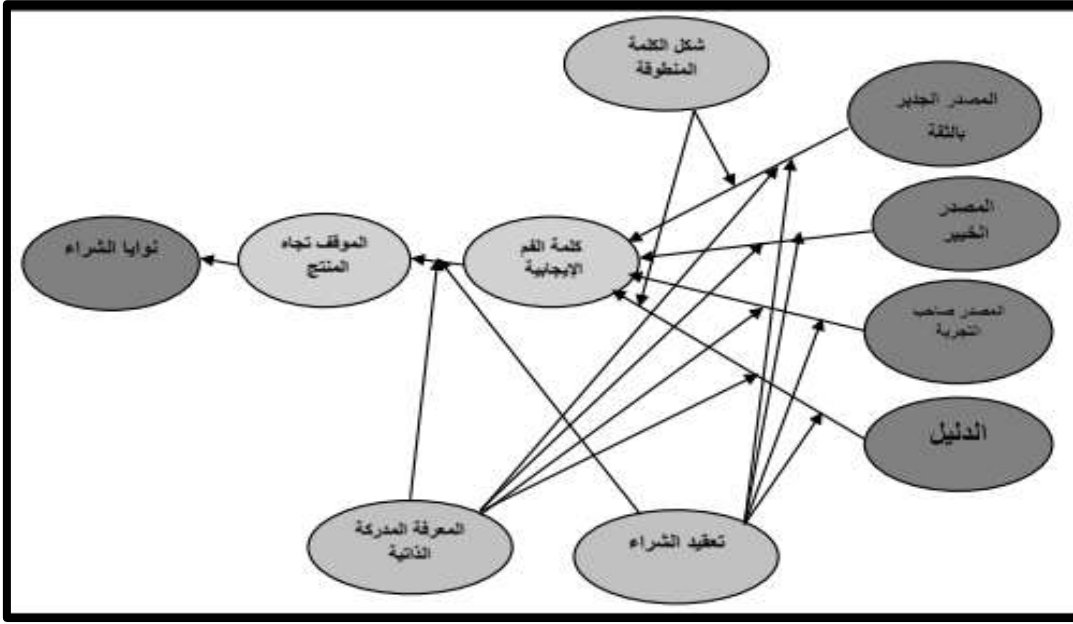 شكل الكلمة
المنطوقة
المصدر الجدير
بالثقة
المصدر
الخبير
المصدر صاحب
التجربة
الدليل
كلمة الفم
الإيجابية
الموقف تجاه
المنتج
نوايا الشراء
تعقيد الشراء
المعرفة المدركة
الذاتية